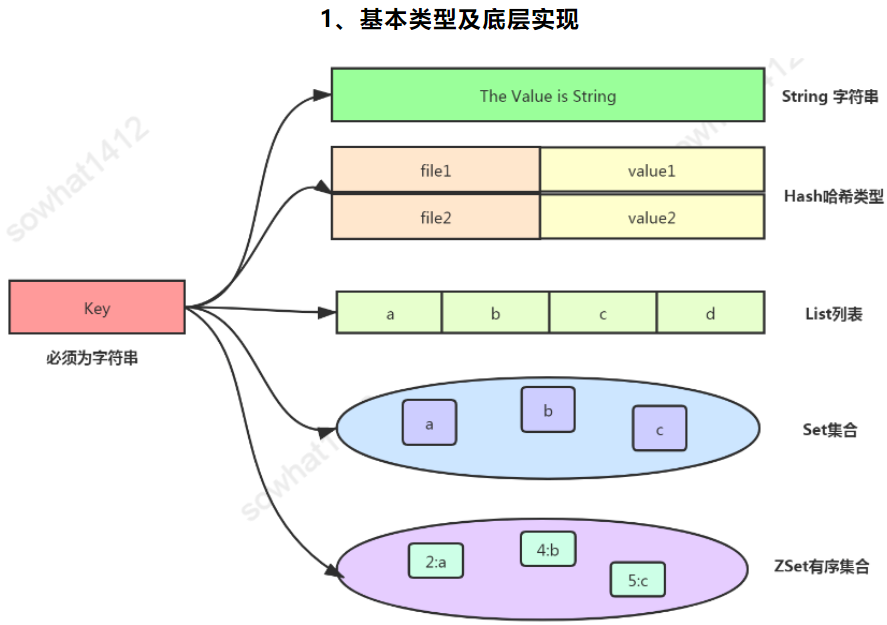 1、基本类型及底层实现
The Value is String
String 字符串
file1
value1
file2
value2
Hash哈希类型
Key
必须为字符串
a
b
c
d
List列表
a
b
c
Set集合
2:a
4:b
5:c
ZSet有序集合
sowhat1412
sowhat1
sowhat1412